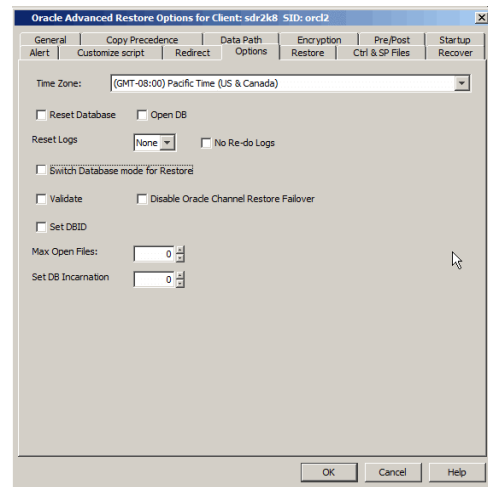 Oracle Advanced Restore Options for Client: sdr2k8 SID: orcl2
General Copy Precedence Data Path Encryption Pre/Post Startup
Alert Customize script Redirect Options Restore Ctrl & SP Files Recover
Time Zone: (GMT-08:00) Pacific Time (US & Canada)
Reset Database Open DB
Reset Logs None No Re-do Logs
Switch Database mode for Restore
Validate Disable Oracle Channel Restore Failover
Set DBID
Max Open Files: 0
Set DB Incarnation 0
OK Cancel Help